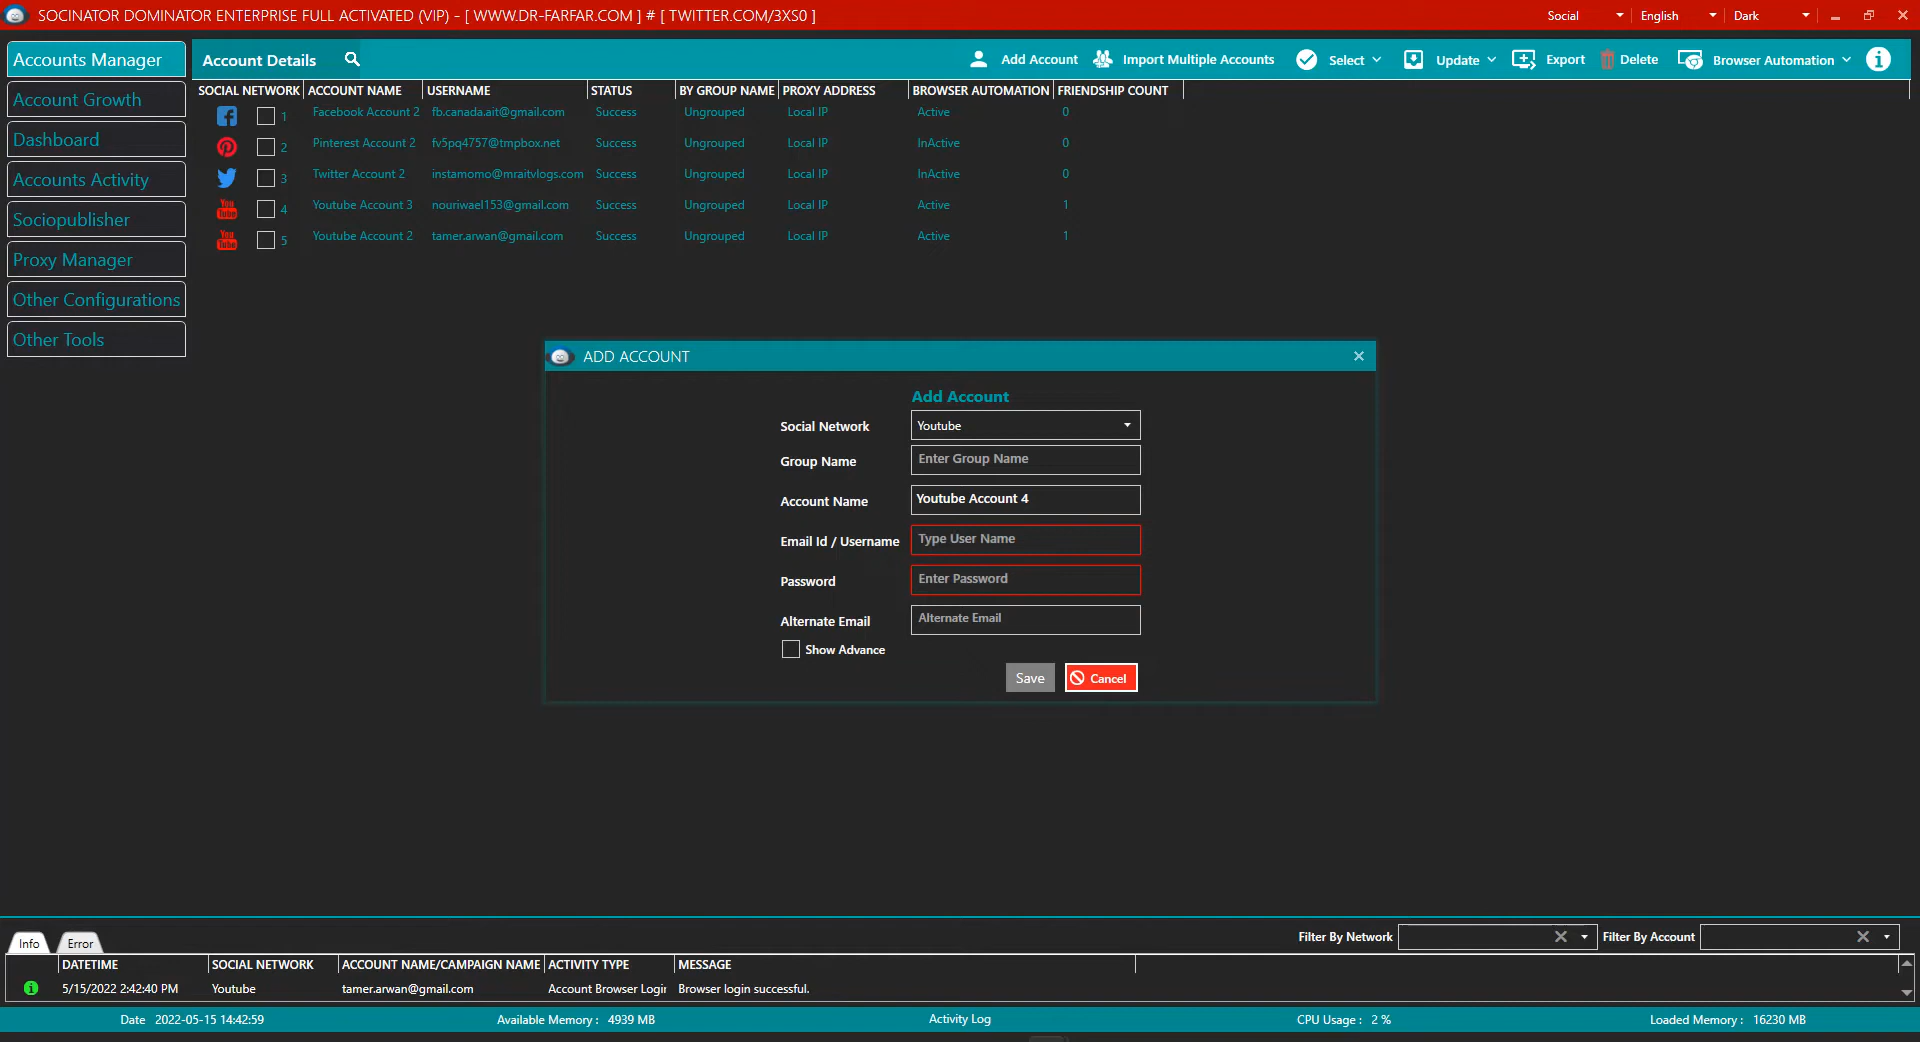 SOCINATOR DOMINATOR ENTERPRISE FULL ACTIVATED (VIP) - [ WWW.DR-FARFAR.COM ] # [ TWITTER.COM/3XS0 ]
Social English Dark
Accounts Manager
Account Growth
Dashboard
Accounts Activity
Sociopublisher
Proxy Manager
Other Configurations
Other Tools
Account Details Add Account Import Multiple Accounts Select Update Export Delete Browser Automation
SOCIAL NETWORK ACCOUNT NAME USERNAME STATUS BY GROUP NAME PROXY ADDRESS BROWSER AUTOMATION FRIENDSHIP COUNT
1 Facebook Account 2 fb.canada.ait@gmail.com Success Ungrouped Local IP Active 0
2 Pinterest Account 2 fv5pq4757@tmpbox.net Success Ungrouped Local IP InActive 0
3 Twitter Account 2 instamomo@mraitvlogs.com Success Ungrouped Local IP InActive 0
You Tube 4 Youtube Account 3 nouriwael153@gmail.com Success Ungrouped Local IP Active 1
You Tube 5 Youtube Account 2 tamer.arwan@gmail.com Success Ungrouped Local IP Active 1
ADD ACCOUNT
Add Account
Social Network Youtube
Group Name Enter Group Name
Account Name Youtube Account 4
Email Id / Username Type User Name
Password Enter Password
Alternate Email Alternate Email
Show Advance
Save Cancel
Info Error Filter By Network Filter By Account
DATETIME SOCIAL NETWORK ACCOUNT NAME/CAMPAIGN NAME ACTIVITY TYPE MESSAGE
5/15/2022 2:42:40 PM Youtube tamer.arwan@gmail.com Account Browser Login Browser login successful.
Date 2022-05-15 14:42:59 Available Memory : 4939 MB Activity Log CPU Usage : 2 % Loaded Memory : 16230 MB